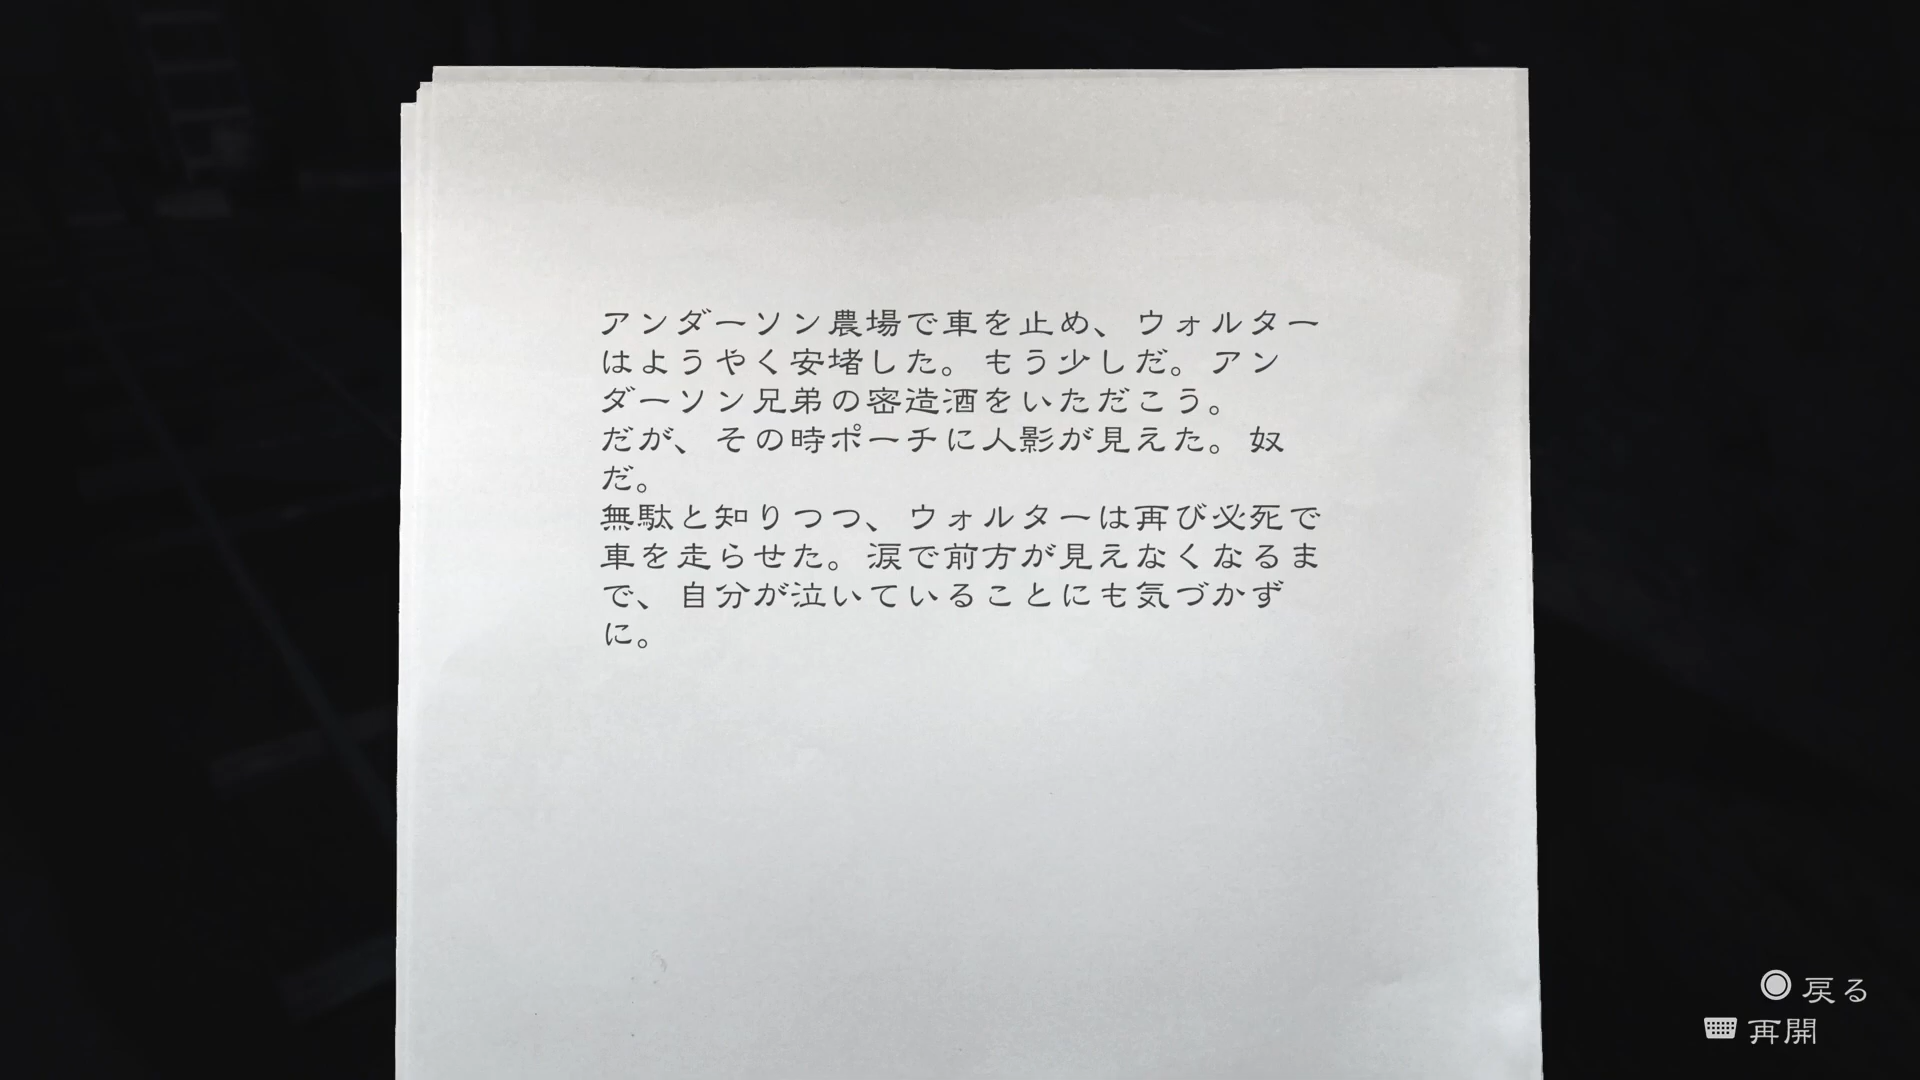 アンダーソン農場で車を止め、ウォルター
はようやく安堵した。もう少しだ。アン
ダーソン兄弟の密造酒をいただこう。
だが、その時ポーチに人影が見えた。奴
だ。
無駄と知りつつ、ウォルターは再び必死で
車を走らせた。涙で前方が見えなくなるま
で、自分が泣いていることにも気づかず
に。
戻る
再開